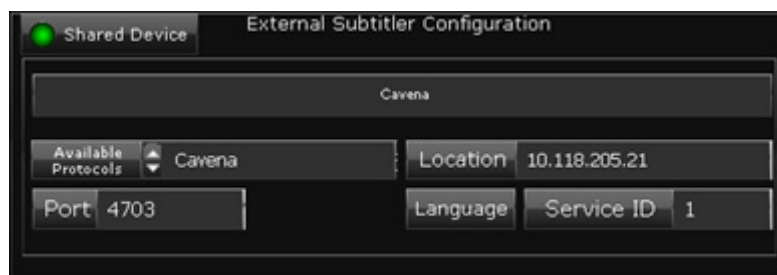 Shared Device
External Subtitler Configuration
Cavena
Available Protocols Cavena Location 10.118.205.21
Port 4703 Language Service ID 1